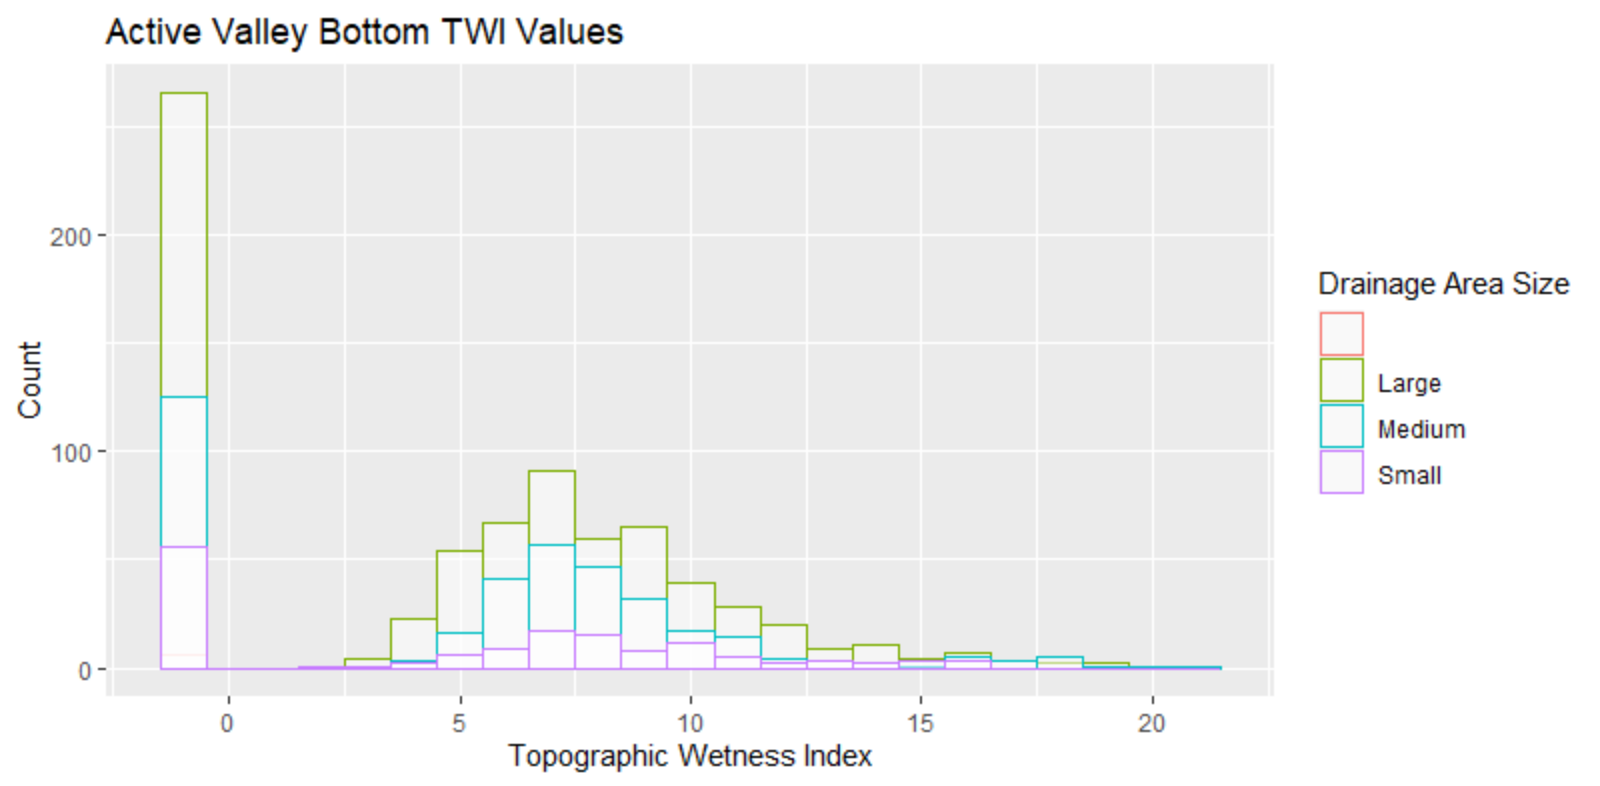 Active Valley Bottom TWI Values
Count
200
100
0
0 5 10 15 20
Topographic Wetness Index
Drainage Area Size
Large
Medium
Small